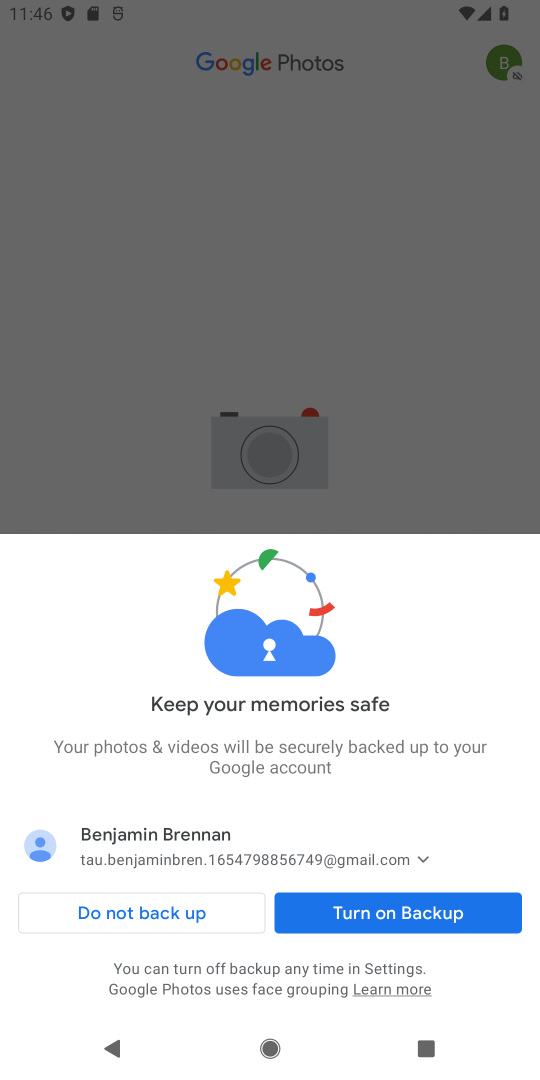 11:46
Google Photos
B
Keep your memories safe
Your photos & videos will be securely backed up to your
Google account
Benjamin Brennan
tau.benjaminbren.1654798856749@gmail.com
Do not back up
Turn on Backup
You can turn off backup any time in Settings.
Google Photos uses face grouping Learn more